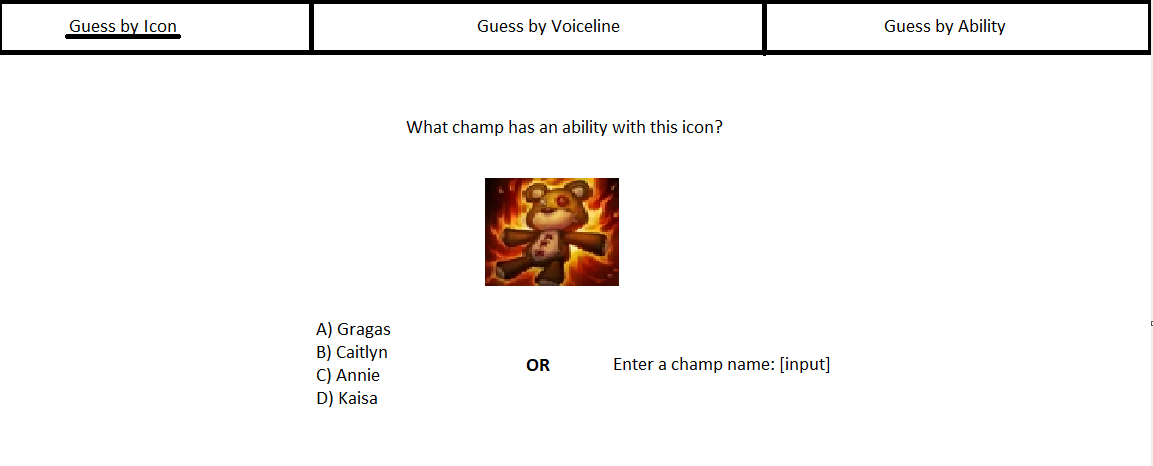 Guess by Icon
Guess by Voiceline
Guess by Ability
What champ has an ability with this icon?
A) Gragas
B) Caitlyn
C) Annie
D) Kaisa
OR
Enter a champ name: [input]